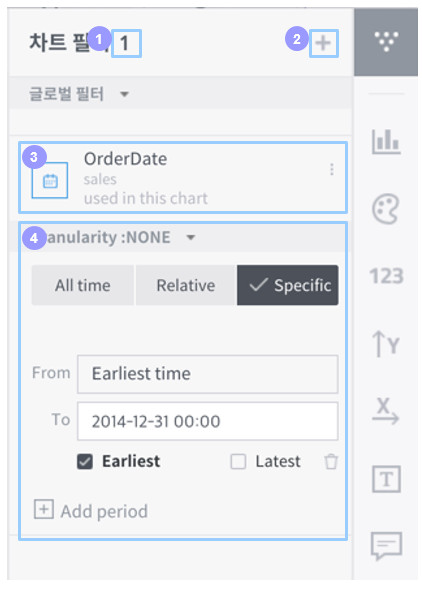 차트 필 1 1
2 +
글로벌 필터
3 OrderDate
sales
used in this chart
4 anularity :NONE
All time Relative Specific
From Earliest time
To 2014-12-31 00:00
Earliest Latest
Add period
123
Y
X
T